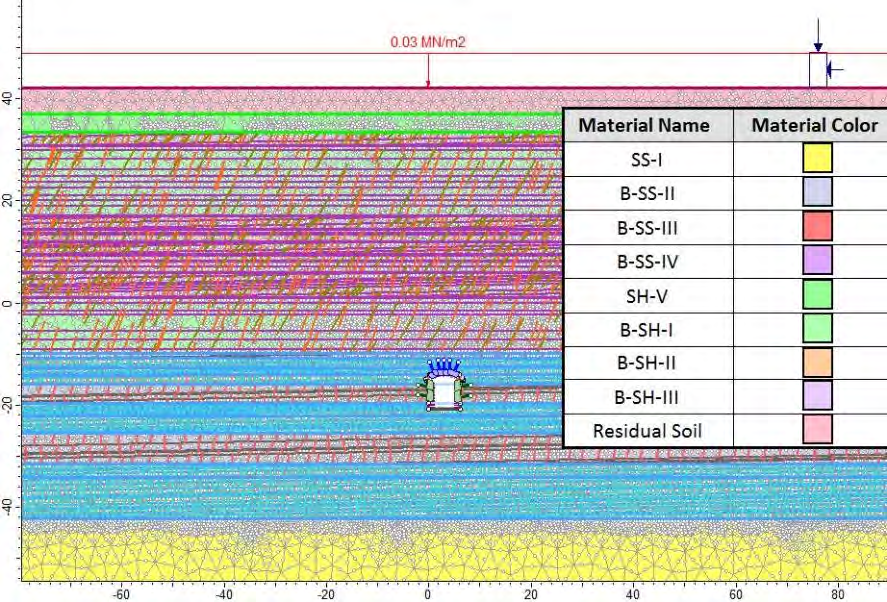 0.03 MN/m2
Material Name Material Color
SS-I
B-SS-II
B-SS-III
B-SS-IV
SH-V
B-SH-I
B-SH-II
B-SH-III
Residual Soil
40
20
0
-20
-40
-60 -40 -20 0 20 40 60 80